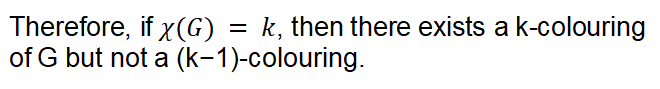 Therefore, if 𝜒(𝐺) = 𝑘, then there exists a k-colouring
of G but not a (k−1)-colouring.